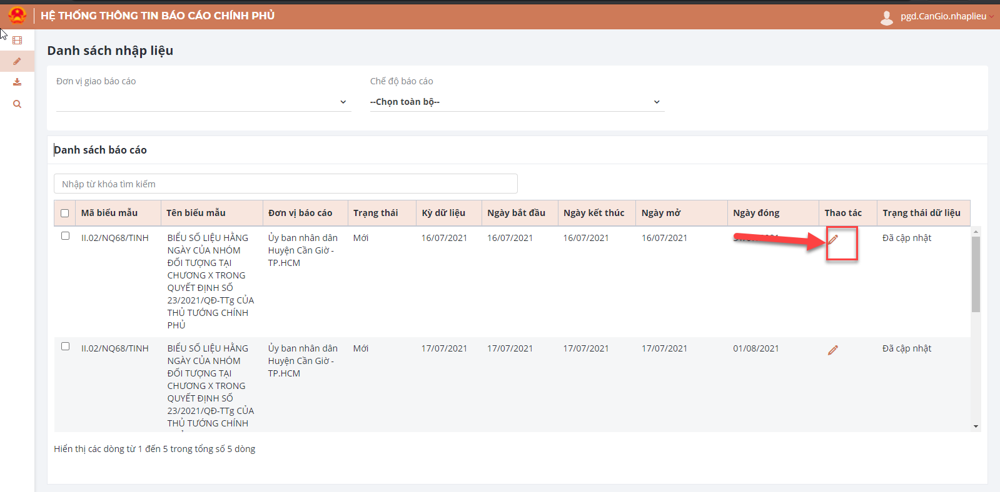 HỆ THỐNG THÔNG TIN BÁO CÁO CHÍNH PHỦ
pgd.CanGio.nhaplieu
Danh sách nhập liệu
Đơn vị giao báo cáo
Chế độ báo cáo
--Chọn toàn bộ--
Danh sách báo cáo
Nhập từ khóa tìm kiếm
Mã biểu mẫu Tên biểu mẫu Đơn vị báo cáo Trạng thái Kỳ dữ liệu Ngày bắt đầu Ngày kết thúc Ngày mở Ngày đóng Thao tác Trạng thái dữ liệu
II.02/NQ68/TINH BIỂU SỐ LIỆU HẰNG Ủy ban nhân dân Mới 16/07/2021 16/07/2021 16/07/2021 16/07/2021 Đã cập nhật
NGÀY CỦA NHÓM Huyện Cần Giờ -
ĐỐI TƯỢNG TẠI TP.HCM
CHƯƠNG X TRONG
QUYẾT ĐỊNH SỐ
23/2021/QĐ-TTg CỦA
THỦ TƯỚNG CHÍNH
PHỦ
II.02/NQ68/TINH BIỂU SỐ LIỆU HẰNG Ủy ban nhân dân Mới 17/07/2021 17/07/2021 17/07/2021 17/07/2021 01/08/2021 Đã cập nhật
NGÀY CỦA NHÓM Huyện Cần Giờ -
ĐỐI TƯỢNG TẠI TP.HCM
CHƯƠNG X TRONG
QUYẾT ĐỊNH SỐ
23/2021/QĐ-TTg CỦA
THỦ TƯỚNG CHÍNH
Hiển thị các dòng từ 1 đến 5 trong tổng số 5 dòng